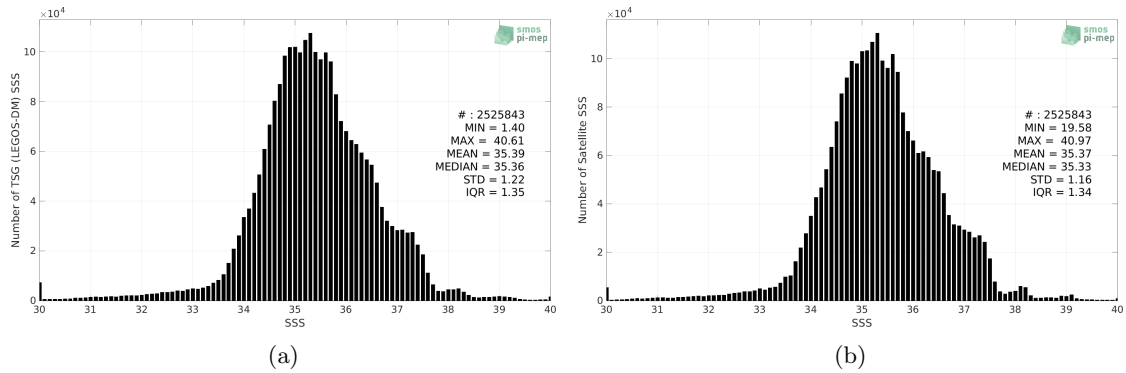 ×10⁴
smos
pi-mep
10
8
6
4
2
0
Number of TSG (LEGOS-DM) SSS
# : 2525843
MIN = 1.40
MAX = 40.61
MEAN = 35.39
MEDIAN = 35.36
STD = 1.22
IQR = 1.35
30 31 32 33 34 35 36 37 38 39 40
SSS
(a)
×10⁴
smos
pi-mep
10
8
6
4
2
0
Number of Satellite SSS
# : 2525843
MIN = 19.58
MAX = 40.97
MEAN = 35.37
MEDIAN = 35.33
STD = 1.16
IQR = 1.34
30 31 32 33 34 35 36 37 38 39 40
SSS
(b)